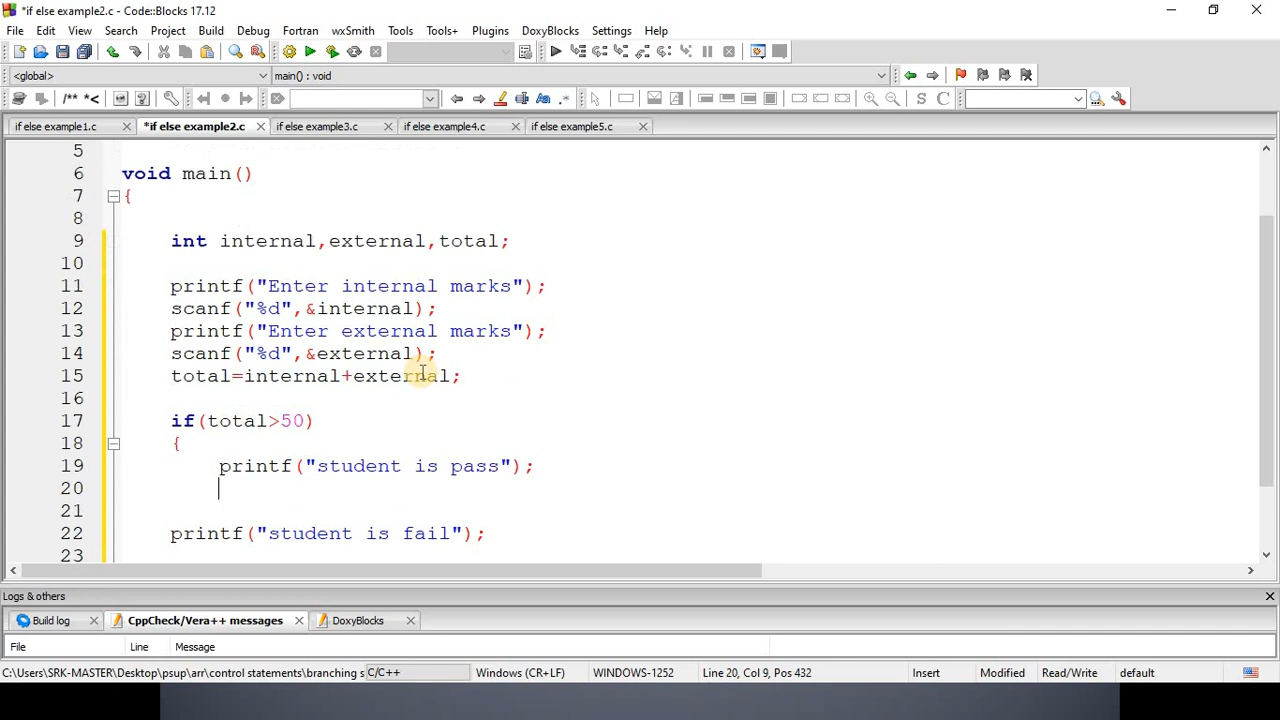 *if else example2.c - Code::Blocks 17.12
File Edit View Search Project Build Debug Fortran wxSmith Tools Tools+ Plugins DoxyBlocks Settings Help
<global> main() : void
/** *<
S C
if else example1.c *if else example2.c if else example3.c if else example4.c if else example5.c
5
6 void main()
7 {
8
9 int internal,external,total;
10
11 printf("Enter internal marks");
12 scanf("%d",&internal);
13 printf("Enter external marks");
14 scanf("%d",&external);
15 total=internal+external;
16
17 if(total>50)
18 {
19 printf("student is pass");
20
21
22 printf("student is fail");
23
Logs & others
Build log CppCheck/Vera++ messages DoxyBlocks
File Line Message
C:\Users\SRK-MASTER\Desktop\psup\arr\control statements\branching s C/C++ Windows (CR+LF) WINDOWS-1252 Line 20, Col 9, Pos 432 Insert Modified Read/Write default